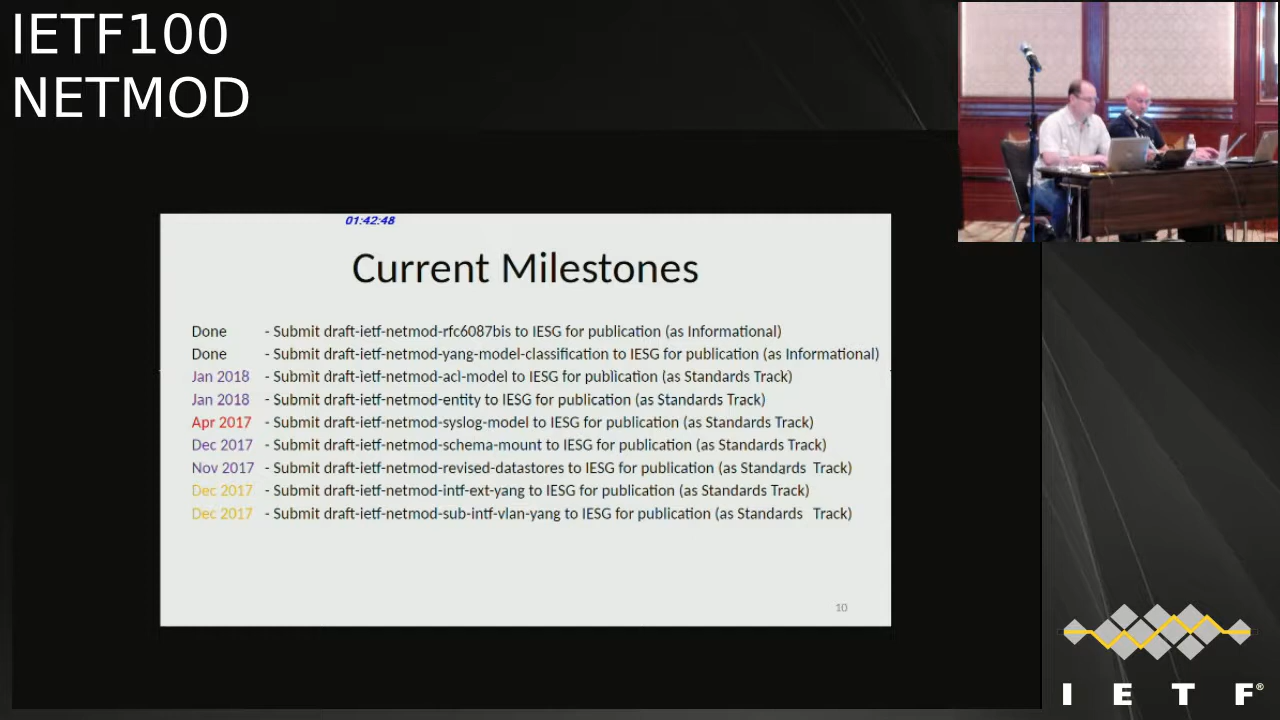 IETF100
NETMOD
01:42:48
Current Milestones
Done - Submit draft-ietf-netmod-rfc6087bis to IESG for publication (as Informational)
Done - Submit draft-ietf-netmod-yang-model-classification to IESG for publication (as Informational)
Jan 2018 - Submit draft-ietf-netmod-acl-model to IESG for publication (as Standards Track)
Jan 2018 - Submit draft-ietf-netmod-entity to IESG for publication (as Standards Track)
Apr 2017 - Submit draft-ietf-netmod-syslog-model to IESG for publication (as Standards Track)
Dec 2017 - Submit draft-ietf-netmod-schema-mount to IESG for publication (as Standards Track)
Nov 2017 - Submit draft-ietf-netmod-revised-datastores to IESG for publication (as Standards Track)
Dec 2017 - Submit draft-ietf-netmod-intf-ext-yang to IESG for publication (as Standards Track)
Dec 2017 - Submit draft-ietf-netmod-sub-intf-vlan-yang to IESG for publication (as Standards Track)
10
I E T F®